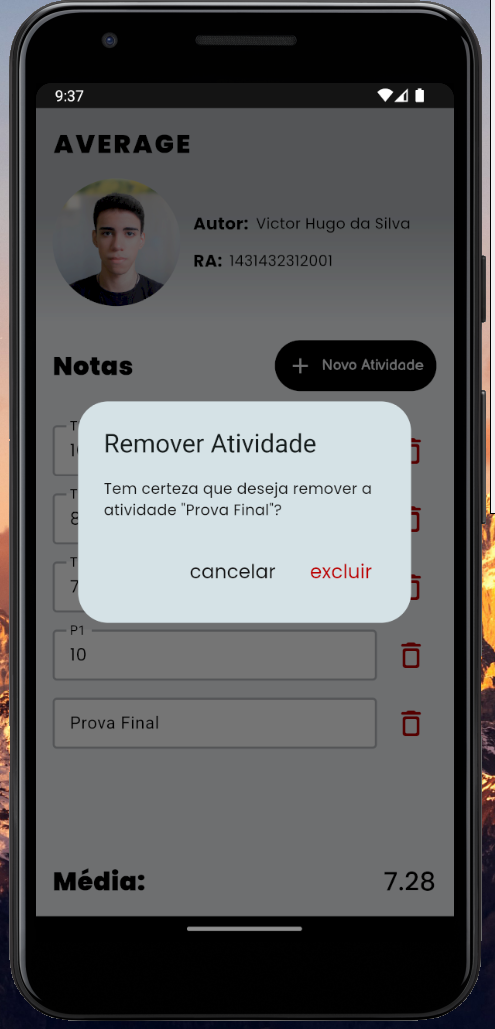 9:37
AVERAGE
Autor: Victor Hugo da Silva
RA: 1431432312001
Notas
Novo Atividade
Remover Atividade
Tem certeza que deseja remover a
atividade "Prova Final"?
cancelar excluir
P1
10
Prova Final
Média: 7.28